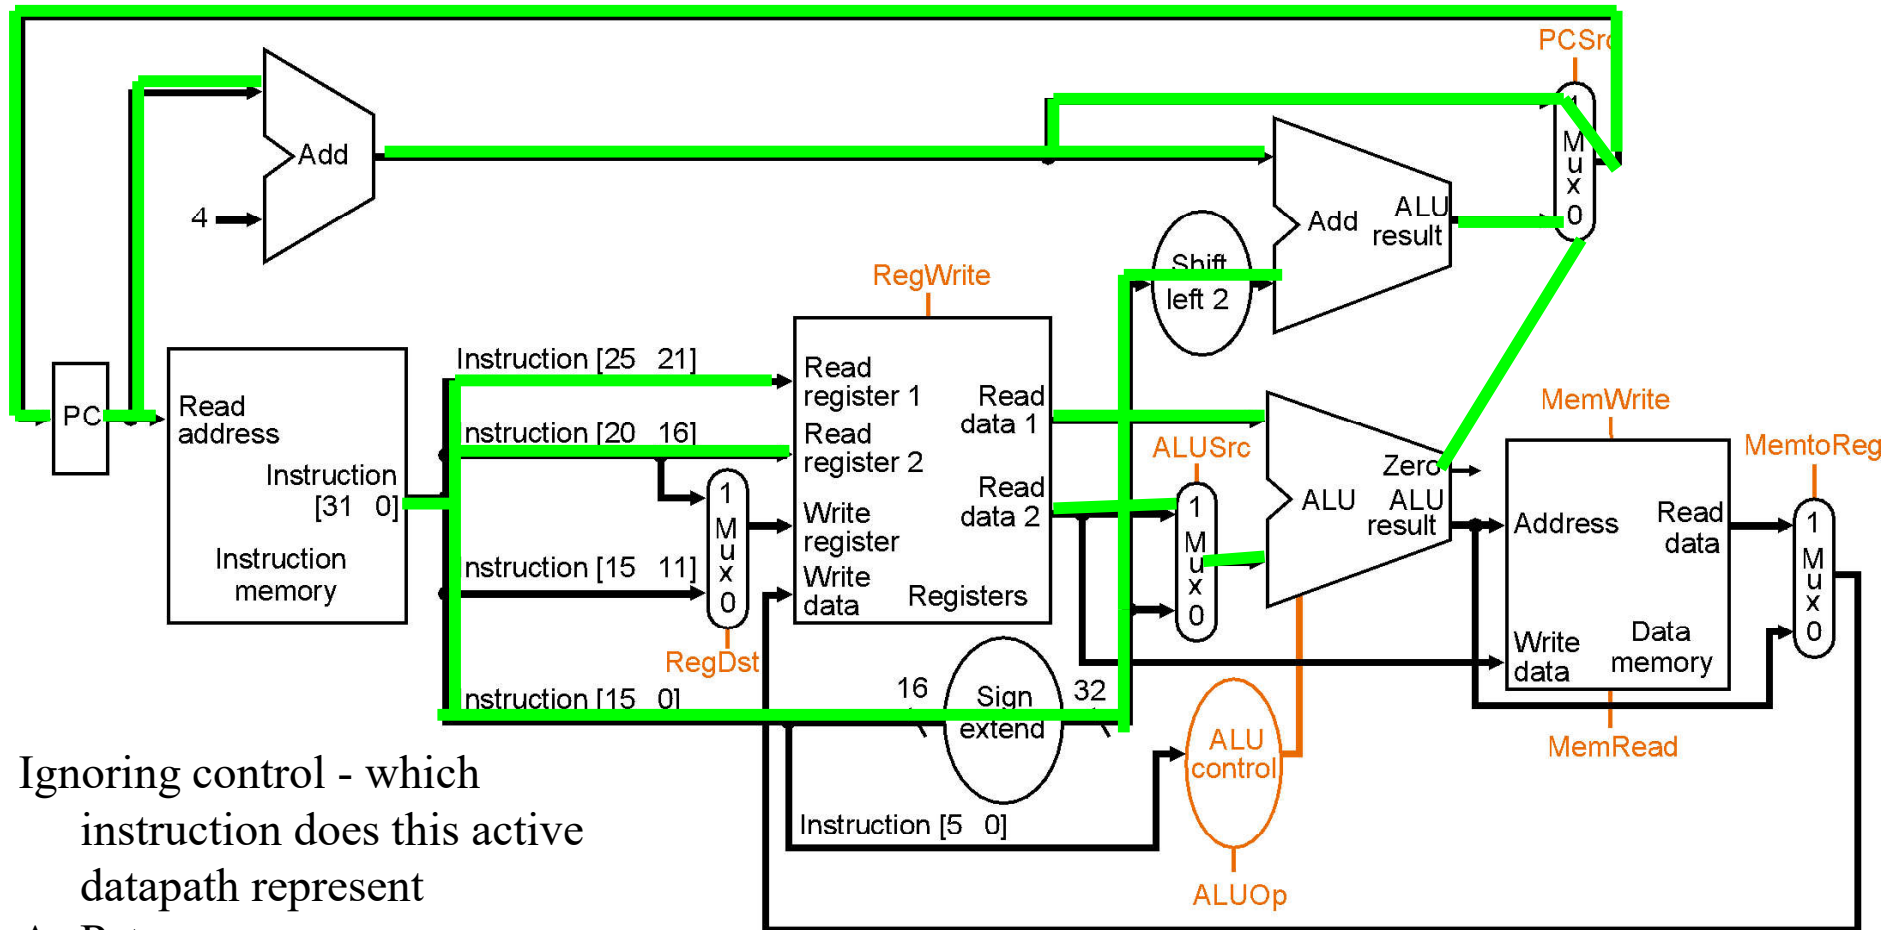 PCSrc
1
M
u
x
0
Add
4
Add
ALU
result
Shift
left 2
RegWrite
PC
Read
address
Instruction
[31 0]
Instruction
memory
Instruction [25 21]
nstruction [20 16]
nstruction [15 11]
nstruction [15 0]
1
M
u
x
0
RegDst
Read
register 1
Read
register 2
Write
register
Write
data
Read
data 1
Read
data 2
Registers
16
Sign
extend
32
Instruction [5 0]
ALUSrc
1
M
u
x
0
Zero
ALU
ALU
result
ALU
control
ALUOp
MemWrite
Address
Read
data
Write
data
Data
memory
MemRead
MemtoReg
1
M
u
x
0
Ignoring control - which
instruction does this active
datapath represent